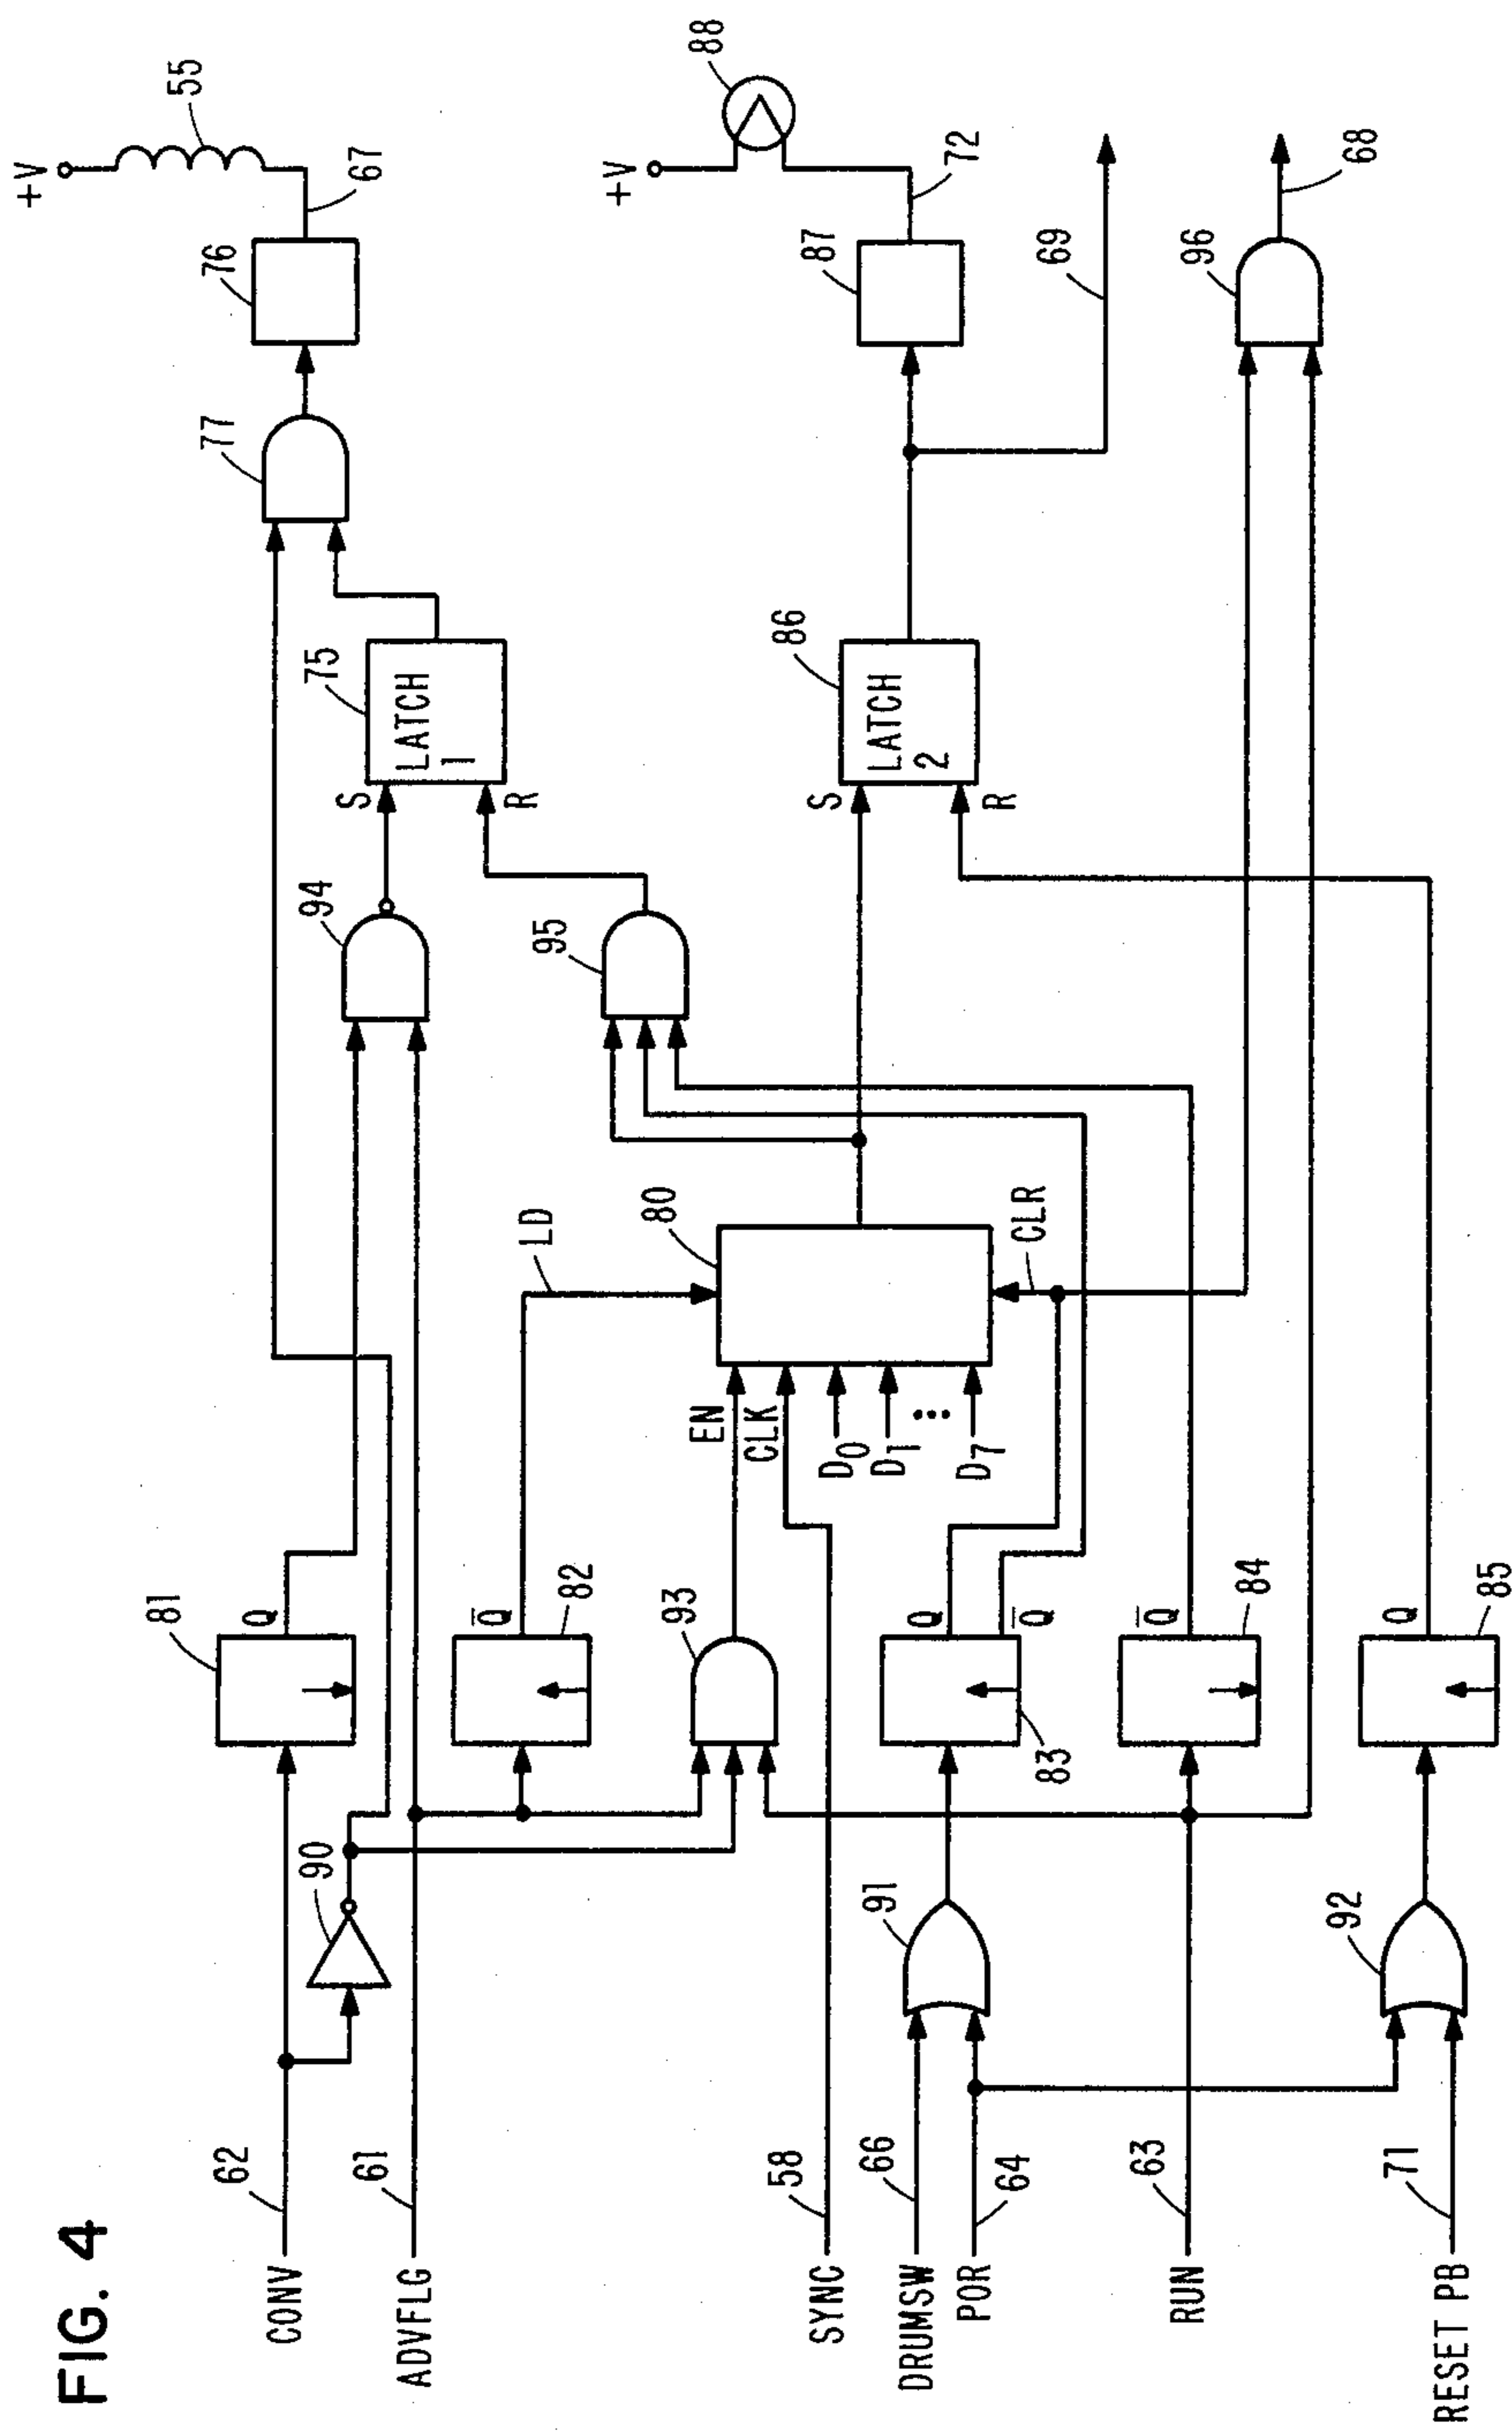 FIG. 4
CONV
62
ADVFLG
61
SYNC
58
DRUMSW
66
POR
64
RUN
63
RESET PB
71
90
91
92
81
Q
Q̅
82
93
Q
Q̅
83
Q̅
84
Q
85
EN
CLK
D0
D1
D7
LD
80
CLR
94
95
S
R
LATCH
1
75
S
R
LATCH
2
86
77
76
67
+V
55
87
72
+V
88
69
96
68